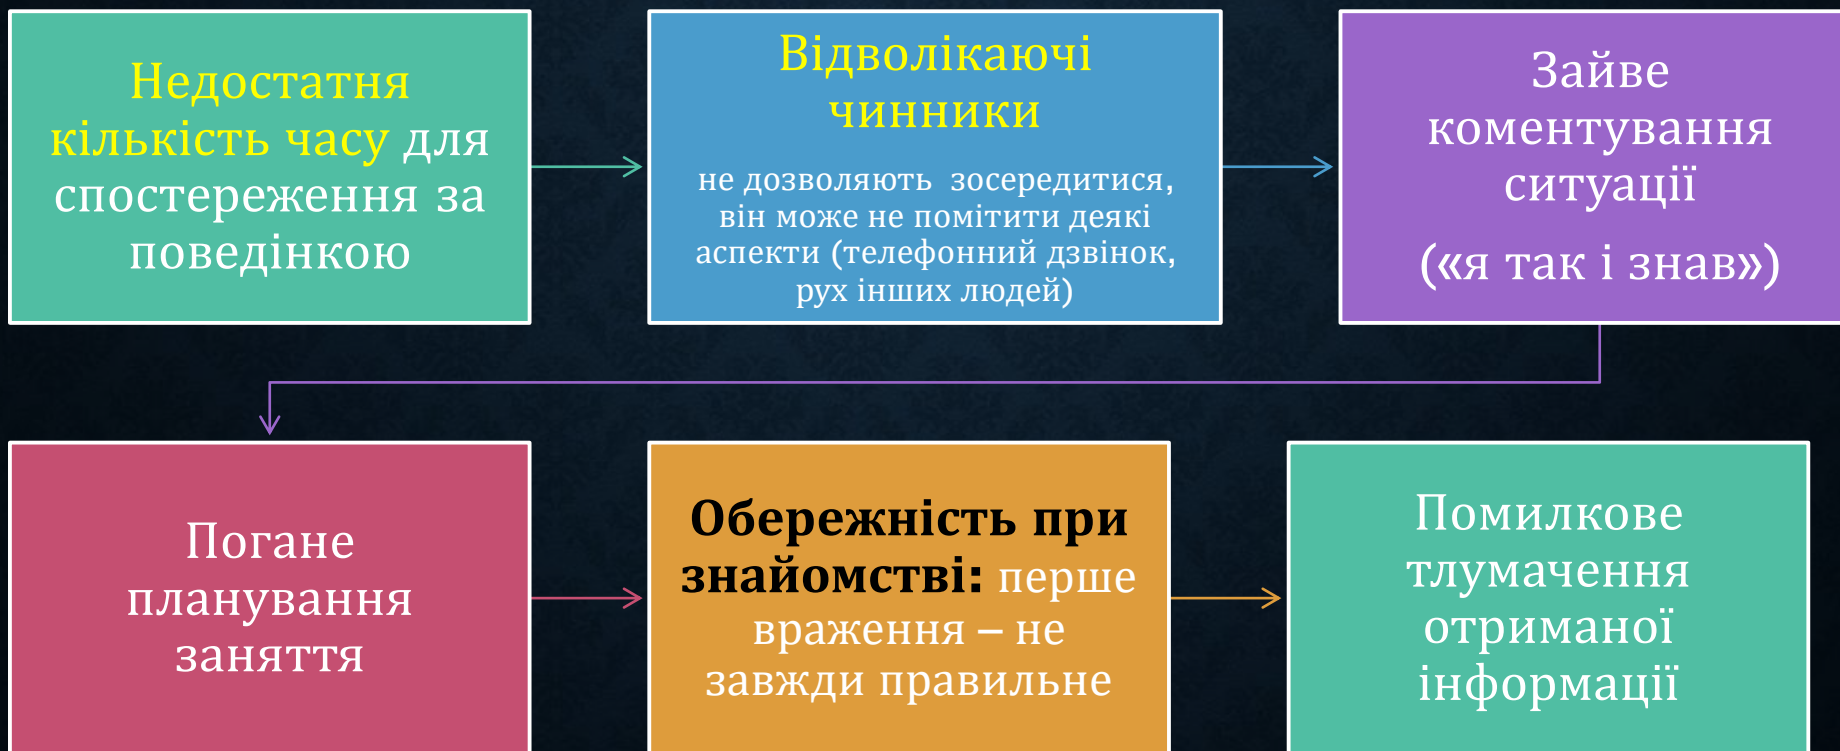 Недостатня
кількість часу для
спостереження за
поведінкою
Відволікаючі
чинники
не дозволяють зосередитися,
він може не помітити деякі
аспекти (телефонний дзвінок,
рух інших людей)
Зайве
коментування
ситуації
(«я так і знав»)
Погане
планування
заняття
Обережність при
знайомстві: перше
враження – не
завжди правильне
Помилкове
тлумачення
отриманої
інформації